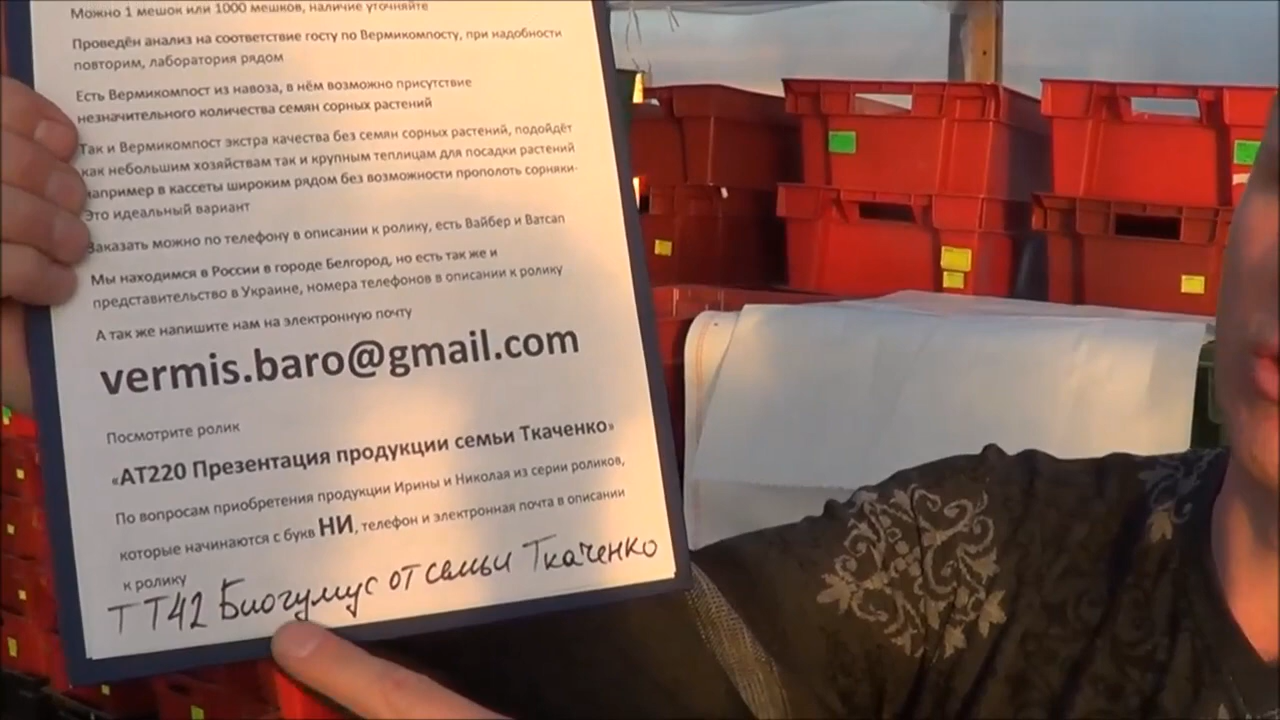 Можно 1 мешок или 1000 мешков, наличие уточняйте
Проведён анализ на соответствие госту по Вермикомпосту, при надобности
повторим, лаборатория рядом
Есть Вермикомпост из навоза, в нём возможно присутствие
незначительного количества семян сорных растений
Так и Вермикомпост экстра качества без семян сорных растений, подойдёт
как небольшим хозяйствам так и крупным теплицам для посадки растений
например в кассеты широким рядом без возможности прополоть сорняки-
Это идеальный вариант
Заказать можно по телефону в описании к ролику, есть Вайбер и Ватсап
Мы находимся в России в городе Белгород, но есть так же и
представительство в Украине, номера телефонов в описании к ролику
А так же напишите нам на электронную почту
vermis.baro@gmail.com
Посмотрите ролик
«АТ220 Презентация продукции семьи Ткаченко»
По вопросам приобретения продукции Ирины и Николая из серии роликов,
которые начинаются с букв НИ, телефон и электронная почта в описании
к ролику
ТТ42 Биогумус от семьи Ткаченко